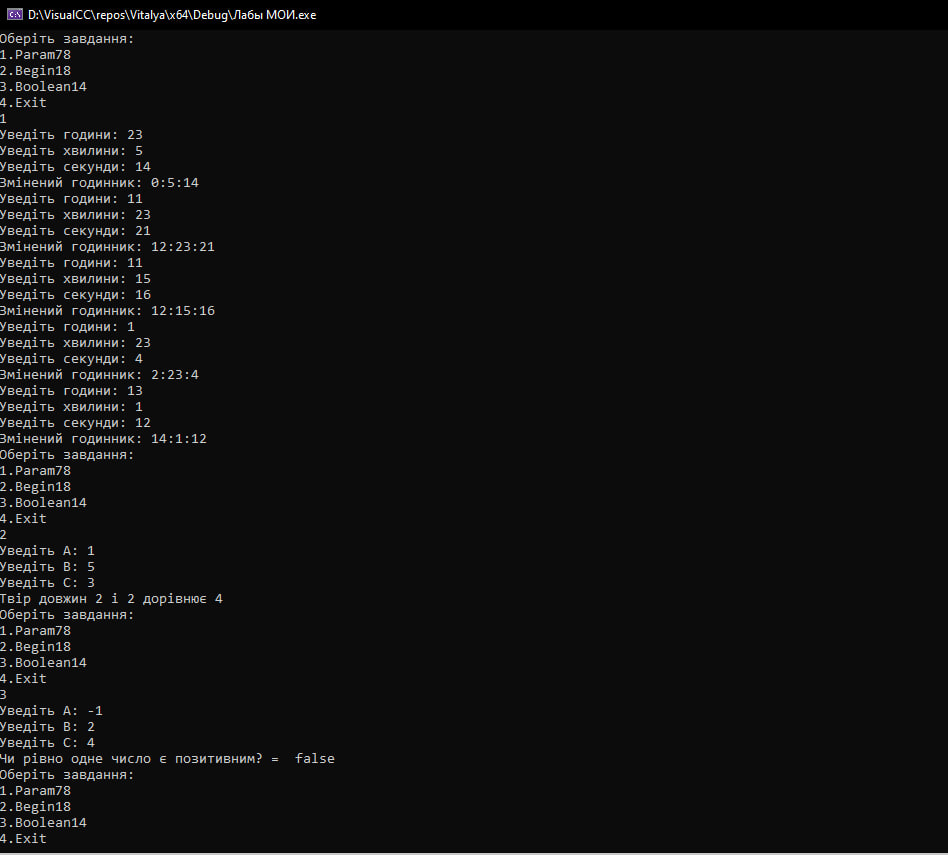 D:\VisualCC\repos\Vitalya\x64\Debug\Лабы МОИ.exe
Оберіть завдання:
1.Param78
2.Begin18
3.Boolean14
4.Exit
1
Уведіть години: 23
Уведіть хвилини: 5
Уведіть секунди: 14
Змінений годинник: 0:5:14
Уведіть години: 11
Уведіть хвилини: 23
Уведіть секунди: 21
Змінений годинник: 12:23:21
Уведіть години: 11
Уведіть хвилини: 15
Уведіть секунди: 16
Змінений годинник: 12:15:16
Уведіть години: 1
Уведіть хвилини: 23
Уведіть секунди: 4
Змінений годинник: 2:23:4
Уведіть години: 13
Уведіть хвилини: 1
Уведіть секунди: 12
Змінений годинник: 14:1:12
Оберіть завдання:
1.Param78
2.Begin18
3.Boolean14
4.Exit
2
Уведіть A: 1
Уведіть B: 5
Уведіть C: 3
Твір довжин 2 і 2 дорівнює 4
Оберіть завдання:
1.Param78
2.Begin18
3.Boolean14
4.Exit
3
Уведіть A: -1
Уведіть B: 2
Уведіть C: 4
Чи рівно одне число є позитивним? =  false
Оберіть завдання:
1.Param78
2.Begin18
3.Boolean14
4.Exit